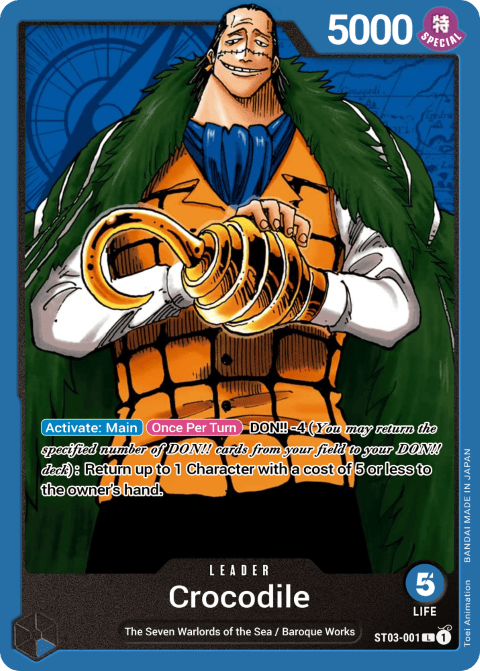 5000
特
SPECIAL
Activate: Main Once Per Turn DON!! -4 (You may return the
specified number of DON!! cards from your field to your DON!!
deck): Return up to 1 Character with a cost of 5 or less to
the owner's hand.
LEADER
Crocodile
5
LIFE
The Seven Warlords of the Sea / Baroque Works
ST03-001 L 1
Toei Animation BANDAI MADE IN JAPAN